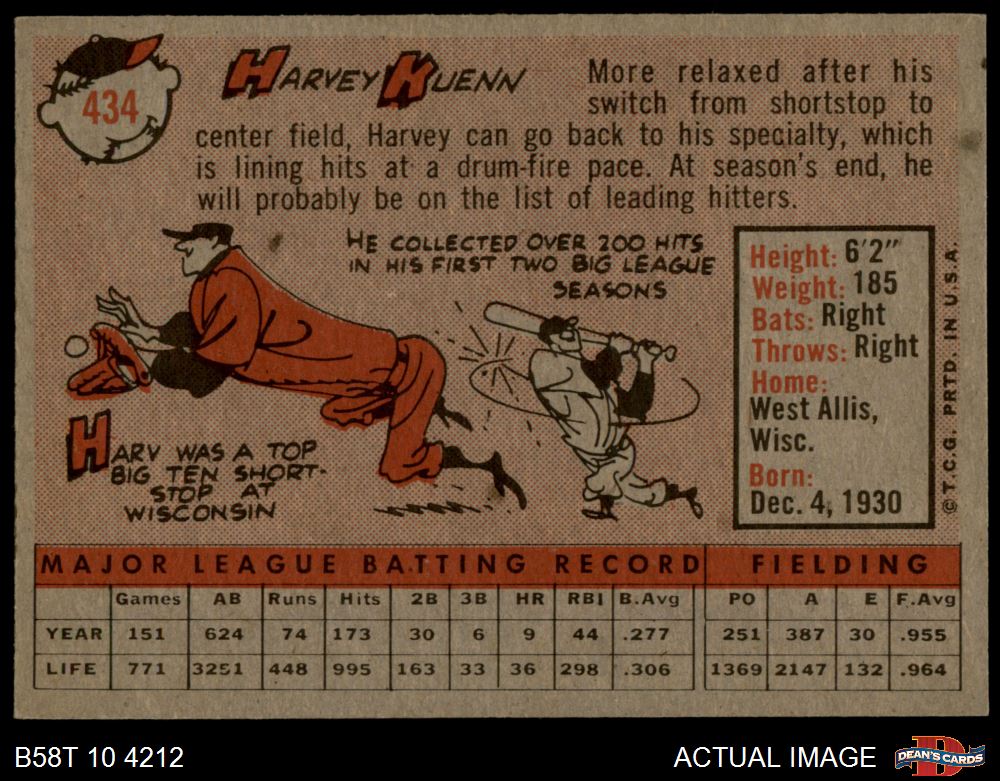 434
HARVEY KUENN
More relaxed after his
switch from shortstop to
center field, Harvey can go back to his specialty, which
is lining hits at a drum-fire pace. At season's end, he
will probably be on the list of leading hitters.
HE COLLECTED OVER 200 HITS
IN HIS FIRST TWO BIG LEAGUE
SEASONS
HARV WAS A TOP
BIG TEN SHORT-
STOP AT
WISCONSIN
Height: 6'2"
Weight: 185
Bats: Right
Throws: Right
Home:
West Allis,
Wisc.
Born:
Dec. 4, 1930
© T.C.G. PRTD. IN U.S.A.
MAJOR LEAGUE BATTING RECORD FIELDING
Games AB Runs Hits 2B 3B HR RBI B.Avg PO A E F.Avg
YEAR 151 624 74 173 30 6 9 44 .277 251 387 30 .955
LIFE 771 3251 448 995 163 33 36 298 .306 1369 2147 132 .964
B58T 10 4212 ACTUAL IMAGE
D
DEAN'S CARDS